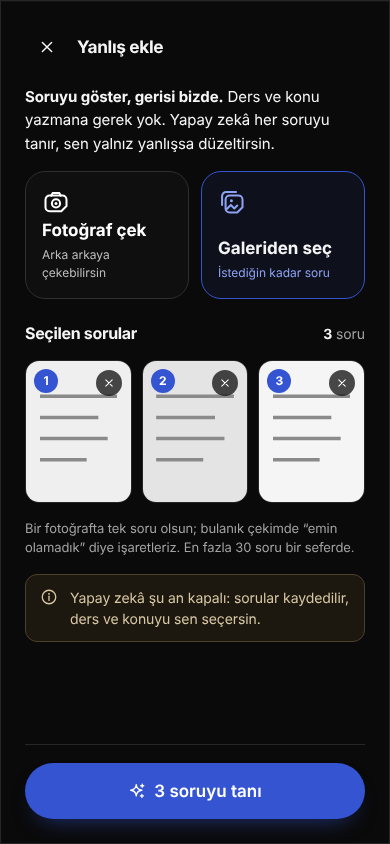 Yanlış ekle
Soruyu göster, gerisi bizde. Ders ve konu
yazmana gerek yok. Yapay zekâ her soruyu
tanır, sen yalnız yanlışsa düzeltirsin.
Fotoğraf çek
Arka arkaya
çekebilirsin
Galeriden seç
İstediğin kadar soru
Seçilen sorular
3 soru
1
2
3
Bir fotoğrafta tek soru olsun; bulanık çekimde “emin
olamadık” diye işaretleriz. En fazla 30 soru bir seferde.
Yapay zekâ şu an kapalı: sorular kaydedilir,
ders ve konuyu sen seçersin.
3 soruyu tanı